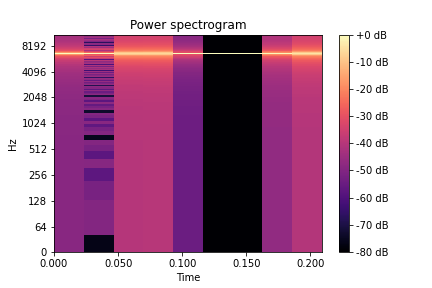 Power spectrogram
8192
4096
2048
1024
512
256
128
64
0
Hz
0.000 0.050 0.100 0.150 0.200
Time
+0 dB
-10 dB
-20 dB
-30 dB
-40 dB
-50 dB
-60 dB
-70 dB
-80 dB